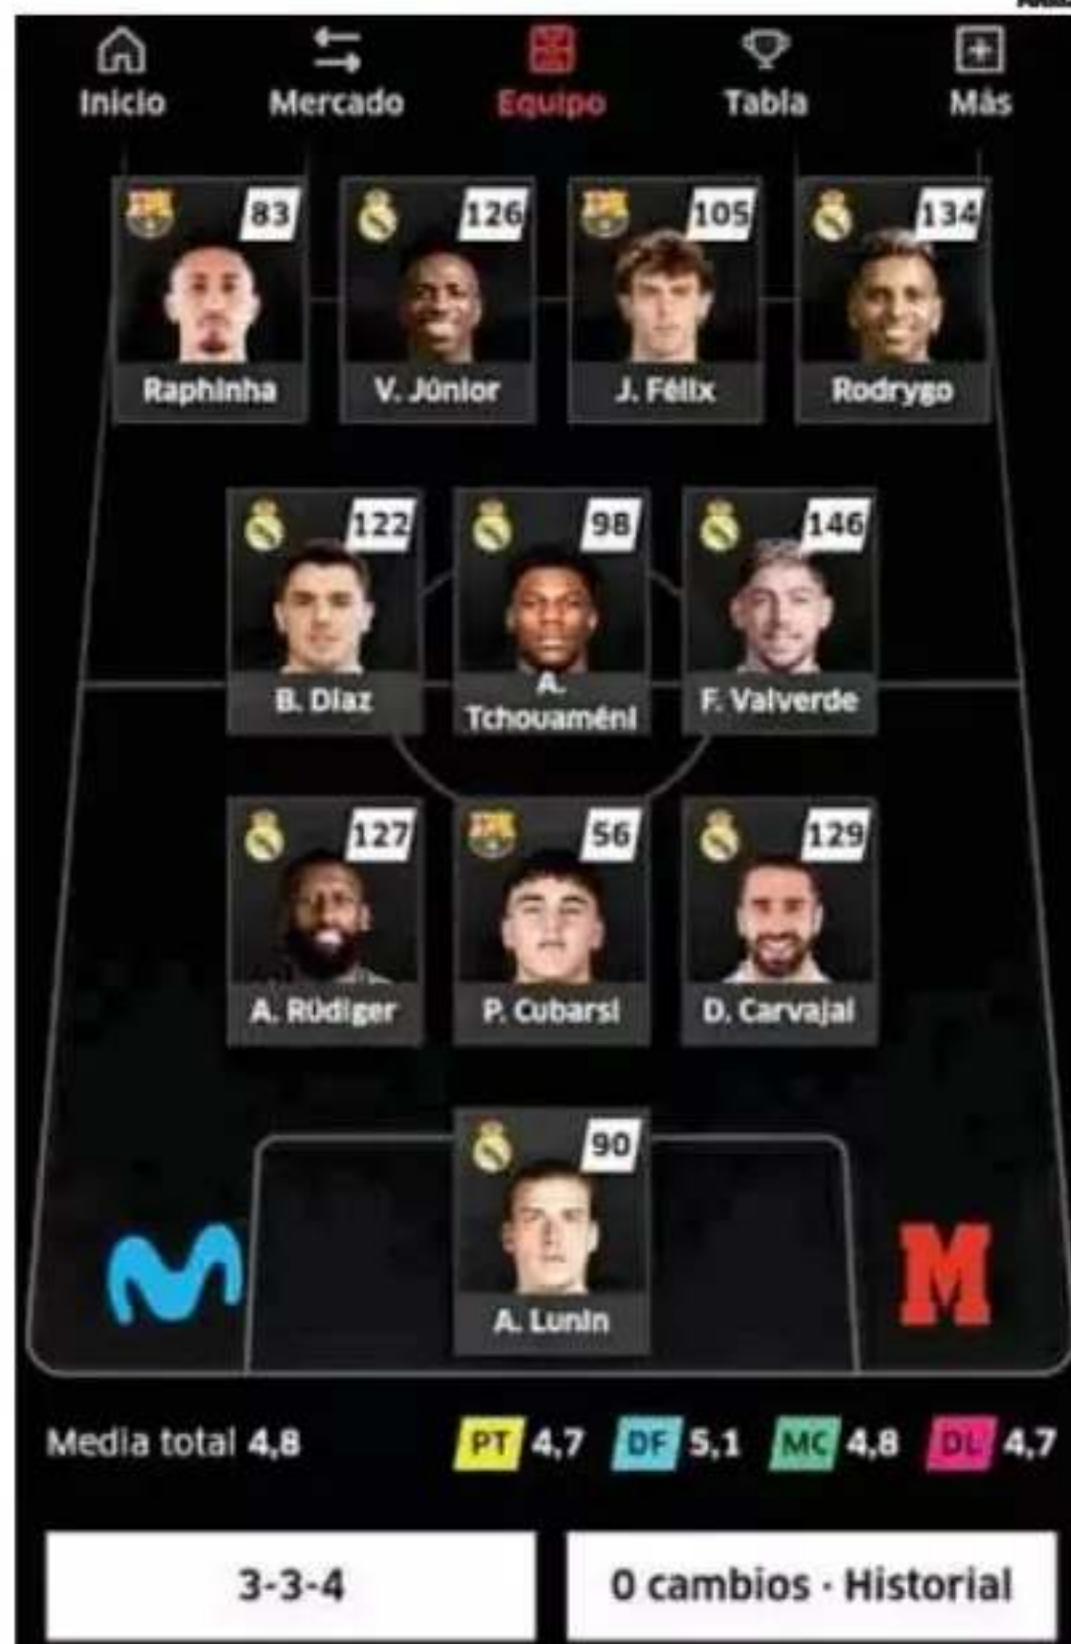 Inicio Mercado Equipo Tabla Más
83 126 105 134
Raphinha V. Júnior J. Félix Rodrygo
122 98 146
B. Díaz A. Tchouaméni F. Valverde
127 56 129
A. Rüdiger P. Cubarsí D. Carvajal
90
A. Lunin
M
Media total 4,8 PT 4,7 DF 5,1 MC 4,8 DL 4,7
3-3-4 0 cambios · Historial